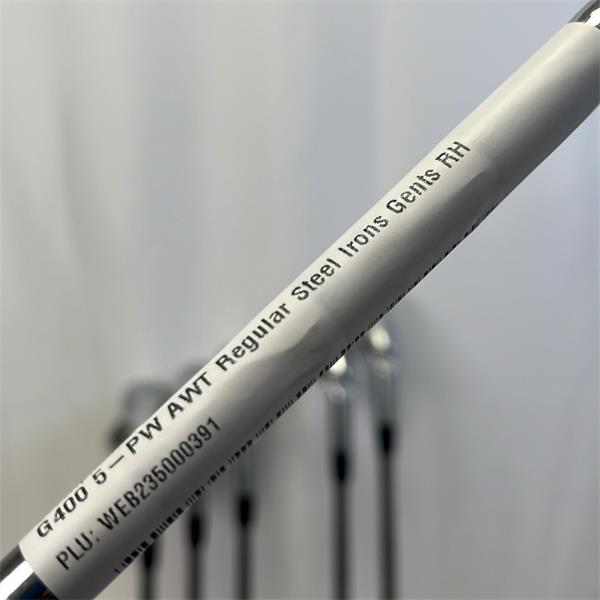 G400 5-PW AWT Regular Steel Irons Gents RH
PLU: WEB235000391